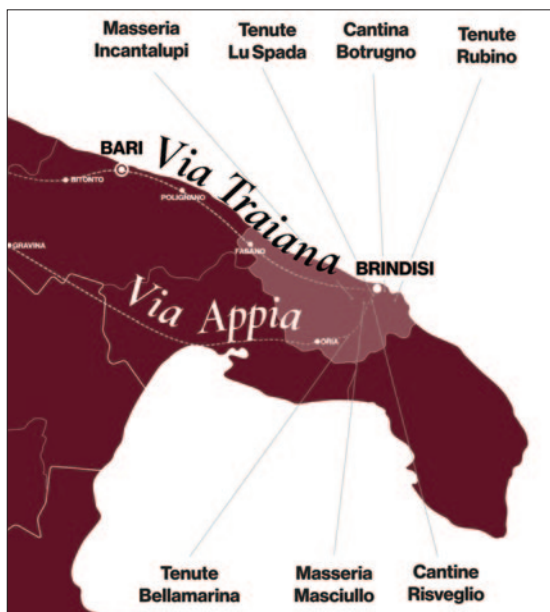 Masseria
Incantalupi
Tenute
Lu Spada
Cantina
Botrugno
Tenute
Rubino
BARI
BITONTO
Via Traiana
POLIGNANO
GRAVINA
FASANO
BRINDISI
Via Appia
ORIA
Tenute
Bellamarina
Masseria
Masciullo
Cantine
Risveglio